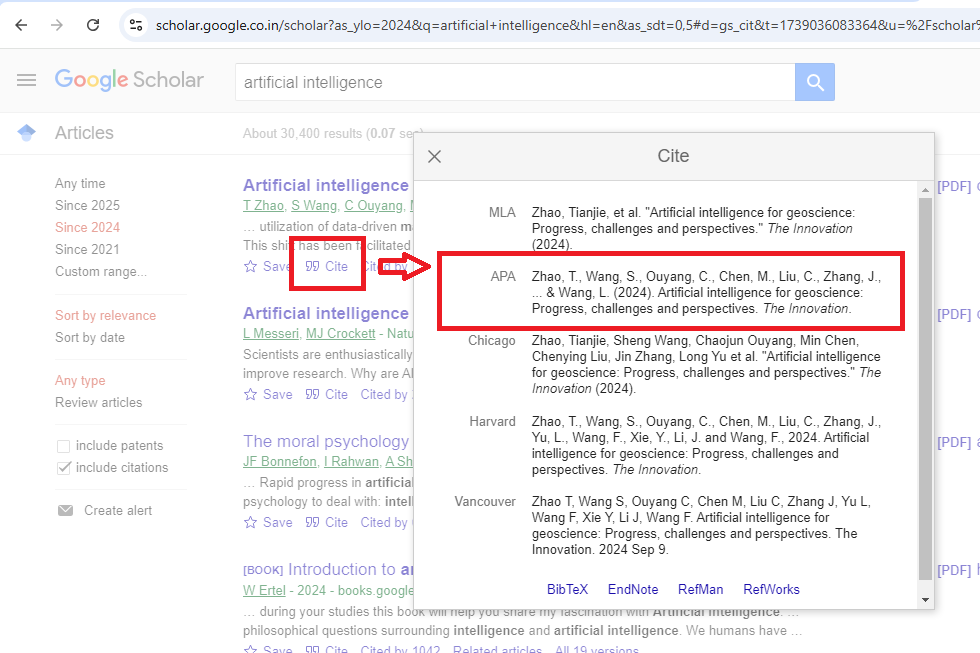 scholar.google.co.in/scholar?as_ylo=2024&q=artificial+intelligence&hl=en&as_sdt=0,5#d=gs_cit&t=1739036083364&u=%2Fscholar%
Google Scholar
artificial intelligence
Articles
About 30,400 results (0.07 sec)
Any time
Since 2025
Since 2024
Since 2021
Custom range...
Sort by relevance
Sort by date
Any type
Review articles
include patents
include citations
Create alert
Artificial intelligence
T Zhao, S Wang, C Ouyang,
... utilization of data-driven
This shift has been facilitated
Save Cite Cited by
[PDF]
Artificial intelligence
L Messeri, MJ Crockett - Natu
Scientists are enthusiastically
improve research. Why are AI
Save Cite Cited by
[PDF]
The moral psychology
JF Bonnefon, I Rahwan, A Sh
... Rapid progress in artificial
psychology to deal with: intel
Save Cite Cited by
[PDF]
[BOOK] Introduction to
W Ertel - 2024 - books.google
... during your studies this book will help you share my fascination with Artificial Intelligence. ...
philosophical questions surrounding intelligence and artificial intelligence. We humans have ...
Save Cite Cited by 1042 Related articles All 19 versions
[PDF]
Cite
MLA
Zhao, Tianjie, et al. "Artificial intelligence for geoscience:
Progress, challenges and perspectives." The Innovation
(2024).
APA
Zhao, T., Wang, S., Ouyang, C., Chen, M., Liu, C., Zhang, J.,
... & Wang, L. (2024). Artificial intelligence for geoscience:
Progress, challenges and perspectives. The Innovation.
Chicago
Zhao, Tianjie, Sheng Wang, Chaojun Ouyang, Min Chen,
Chenying Liu, Jin Zhang, Long Yu et al. "Artificial intelligence
for geoscience: Progress, challenges and perspectives." The
Innovation (2024).
Harvard
Zhao, T., Wang, S., Ouyang, C., Chen, M., Liu, C., Zhang, J.,
Yu, L., Wang, F., Xie, Y., Li, J. and Wang, F., 2024. Artificial
intelligence for geoscience: Progress, challenges and
perspectives. The Innovation.
Vancouver
Zhao T, Wang S, Ouyang C, Chen M, Liu C, Zhang J, Yu L,
Wang F, Xie Y, Li J, Wang F. Artificial intelligence for
geoscience: Progress, challenges and perspectives. The
Innovation. 2024 Sep 9.
BibTeX EndNote RefMan RefWorks